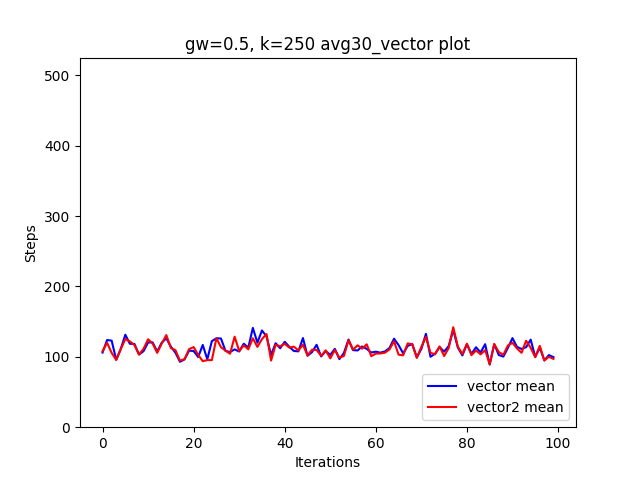 gw=0.5, k=250 avg30_vector plot
500
400
300
200
100
0
Steps
0 20 40 60 80 100
Iterations
vector mean
vector2 mean